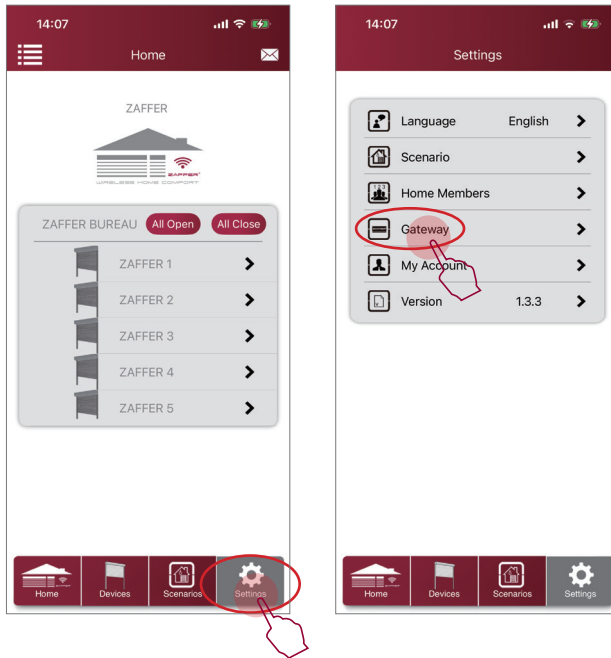 14:07
Home
ZAFFER
ZAFFER
WIRELESS HOME COMFORT
ZAFFER BUREAU All Open All Close
ZAFFER 1
ZAFFER 2
ZAFFER 3
ZAFFER 4
ZAFFER 5
Home Devices Scenarios Settings
14:07
Settings
Language English
Scenario
123
Home Members
Gateway
My Account
Version 1.3.3
Home Devices Scenarios Settings